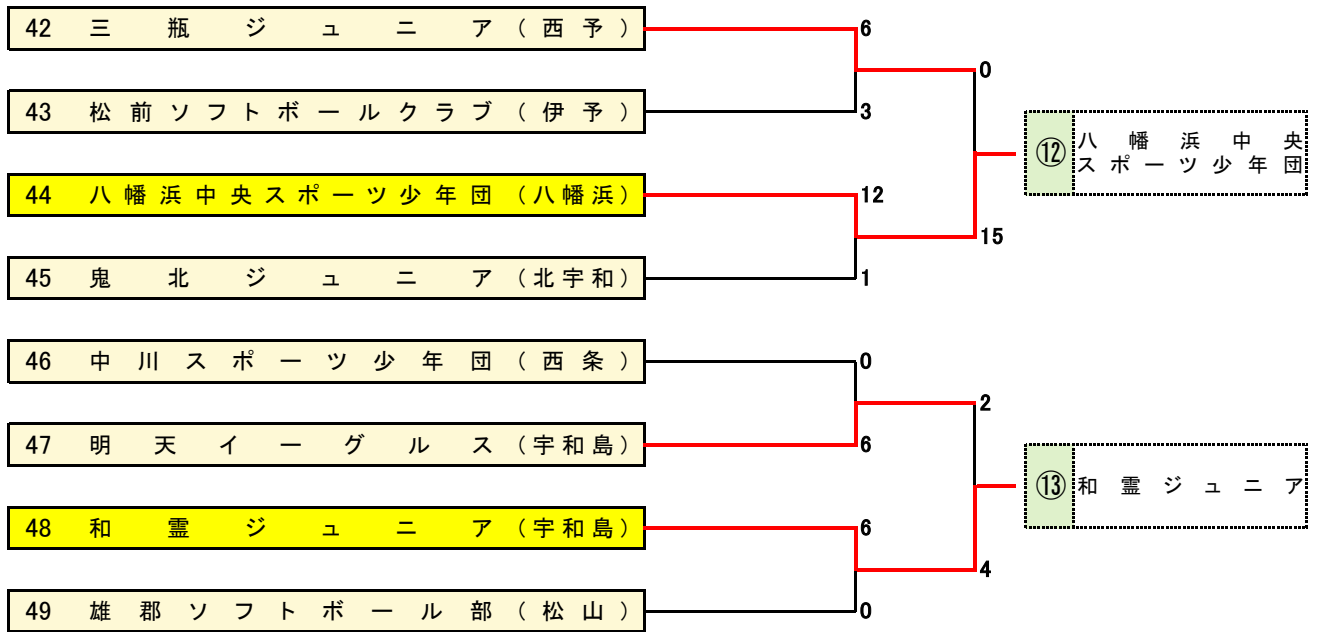 42 三瓶ジュニア（西予）
6
0
43 松前ソフトボールクラブ（伊予）
3
⑫ 八幡浜中央
スポーツ少年団
44 八幡浜中央スポーツ少年団（八幡浜）
12
15
45 鬼北ジュニア（北宇和）
1
46 中川スポーツ少年団（西条）
0
2
47 明天イーグルス（宇和島）
6
⑬ 和霊ジュニア
48 和霊ジュニア（宇和島）
6
4
49 雄郡ソフトボール部（松山）
0